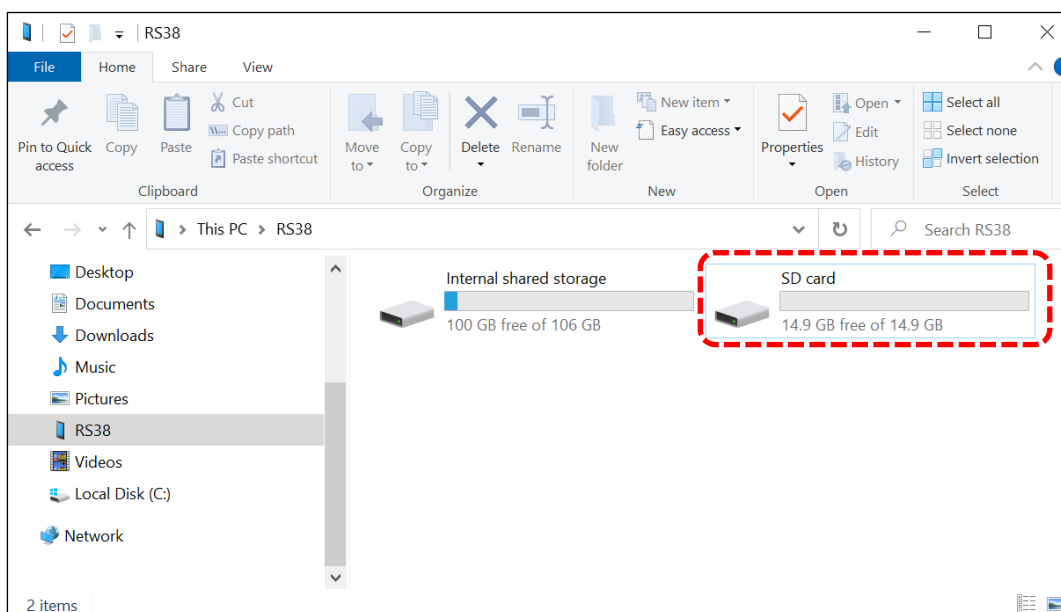 RS38
File Home Share View
Pin to Quick access
Copy
Paste
Cut
Copy path
Paste shortcut
Clipboard
Move to
Copy to
Delete
Rename
Organize
New folder
New item
Easy access
New
Properties
Open
Edit
History
Open
Select all
Select none
Invert selection
Select
This PC > RS38
Search RS38
Desktop
Documents
Downloads
Music
Pictures
RS38
Videos
Local Disk (C:)
Network
Internal shared storage
100 GB free of 106 GB
SD card
14.9 GB free of 14.9 GB
2 items